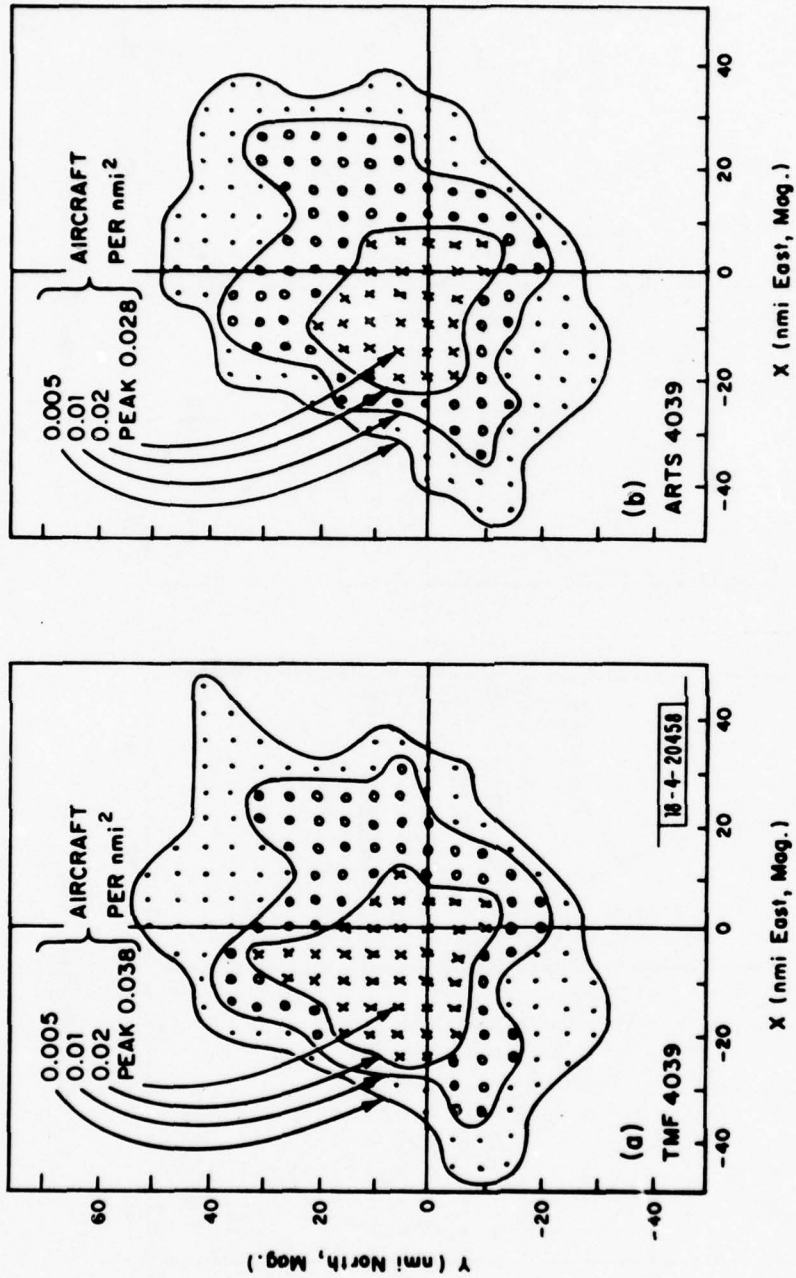 0.005
0.01
0.02
PEAK 0.038
AIRCRAFT
PER nmi²
60
40
20
0
-20
-40
Y (nmi North, Mag.)
(a)
TMF 4039
18-4-20458
-40
-20
0
20
40
X (nmi East, Mag.)
0.005
0.01
0.02
PEAK 0.028
AIRCRAFT
PER nmi²
(b)
ARTS 4039
-40
-20
0
20
40
X (nmi East, Mag.)